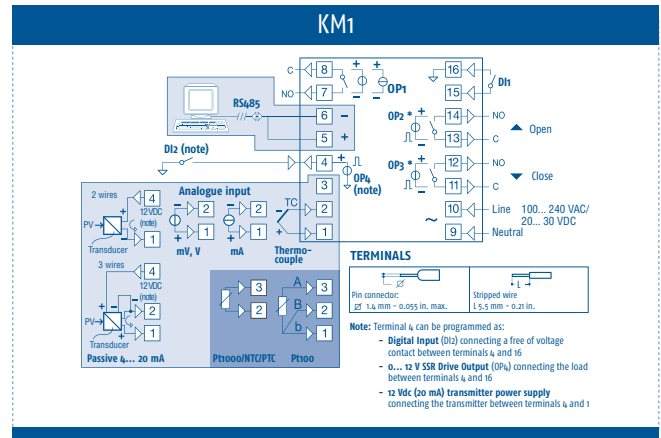 KM1
C 8 + + 16
OP1 DI1
NO 7 - - 15
RS485
6 -
5 +
OP2 * + 14 NO
- 13 C
Open
DI2 (note)
4 + OP4 (note)
-
OP3 * + 12 NO
- 11 C
Close
3
TC
- 2
+ 1
Thermo-
couple
~ 10 Line 100... 240 VAC/
20... 30 VDC
9 Neutral
Analogue input
2 wires
4
12VDC
(note)
+
PV
-
1
Transducer
- 2
+ 1
mV, V
- 2
+ 1
mA
3 wires
4
12VDC
(note)
+ -
2
PV
- +
1
Transducer
Passive 4... 20 mA
3
2
Pt1000/NTC/PTC
A 3
B 2
b 1
Pt100
TERMINALS
Pin connector:
1.4 mm - 0.055 in. max.
L
Stripped wire
L 5.5 mm - 0.21 in.
Note: Terminal 4 can be programmed as:
- Digital Input (DI2) connecting a free of voltage
contact between terminals 4 and 16
- 0... 12 V SSR Drive Output (OP4) connecting the load
between terminals 4 and 16
- 12 Vdc (20 mA) transmitter power supply
connecting the transmitter between terminals 4 and 1